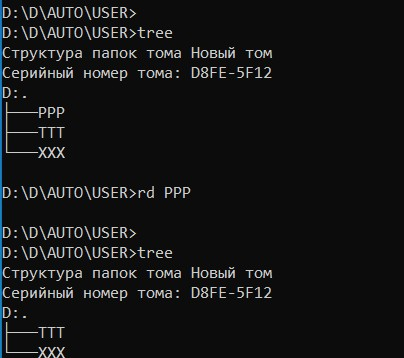 D:\D\AUTO\USER>
D:\D\AUTO\USER>tree
Структура папок тома Новый том
Серийный номер тома: D8FE-5F12
D:.
├───PPP
├───TTT
└───XXX
D:\D\AUTO\USER>rd PPP
D:\D\AUTO\USER>
D:\D\AUTO\USER>tree
Структура папок тома Новый том
Серийный номер тома: D8FE-5F12
D:.
├───TTT
└───XXX